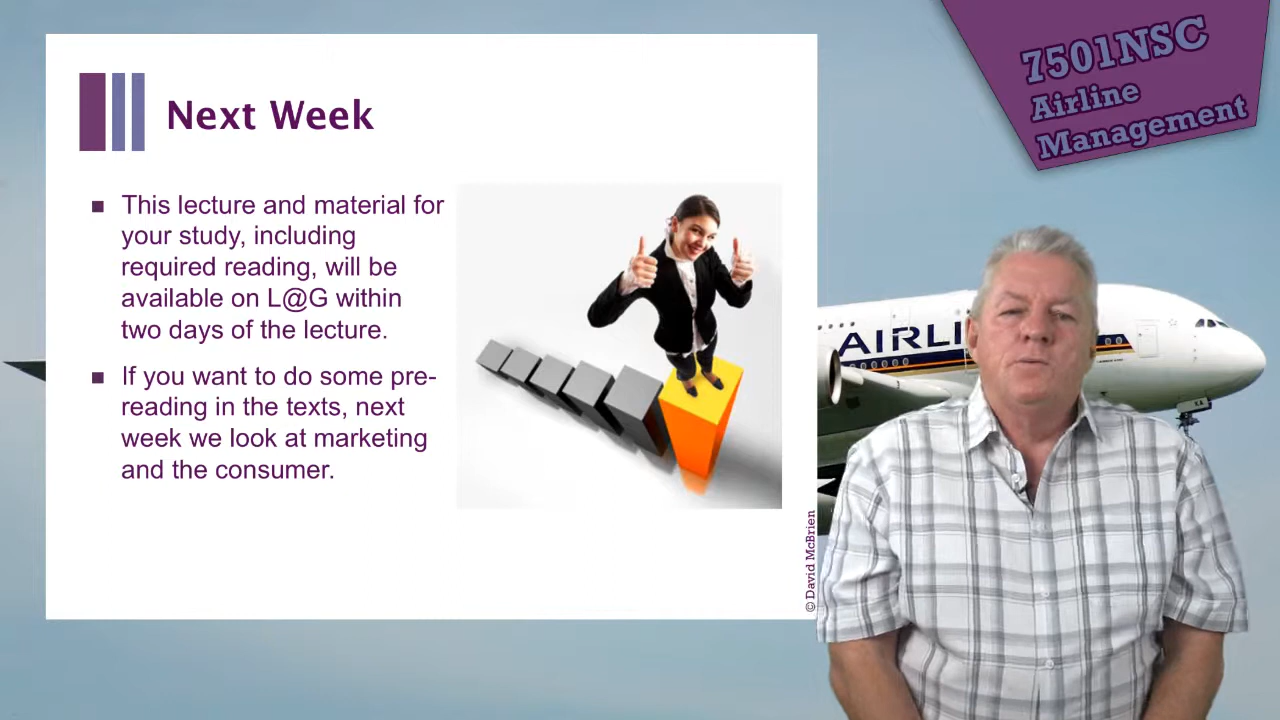 7501NSC
Airline
Management
Next Week
This lecture and material for
your study, including
required reading, will be
available on L@G within
two days of the lecture.
If you want to do some pre-
reading in the texts, next
week we look at marketing
and the consumer.
© David McBrien
AIRLI